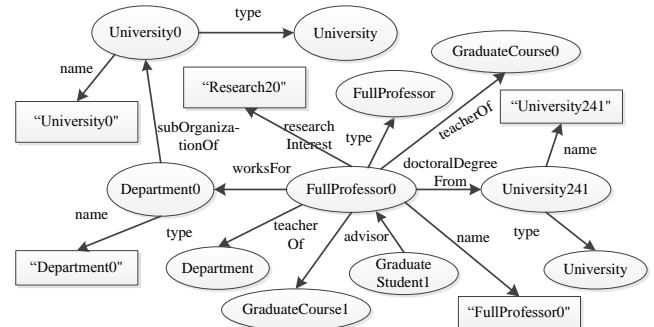 University0
type
University
GraduateCourse0
name
“Research20"
FullProfessor
“University241"
“University0"
subOrganiza-
tionOf
research
Interest
type
teacherOf
name
worksFor
doctoralDegree
From
Department0
FullProfessor0
University241
name
type
teacher
Of
advisor
name
type
“Department0"
Department
Graduate
Student1
University
GraduateCourse1
“FullProfessor0"